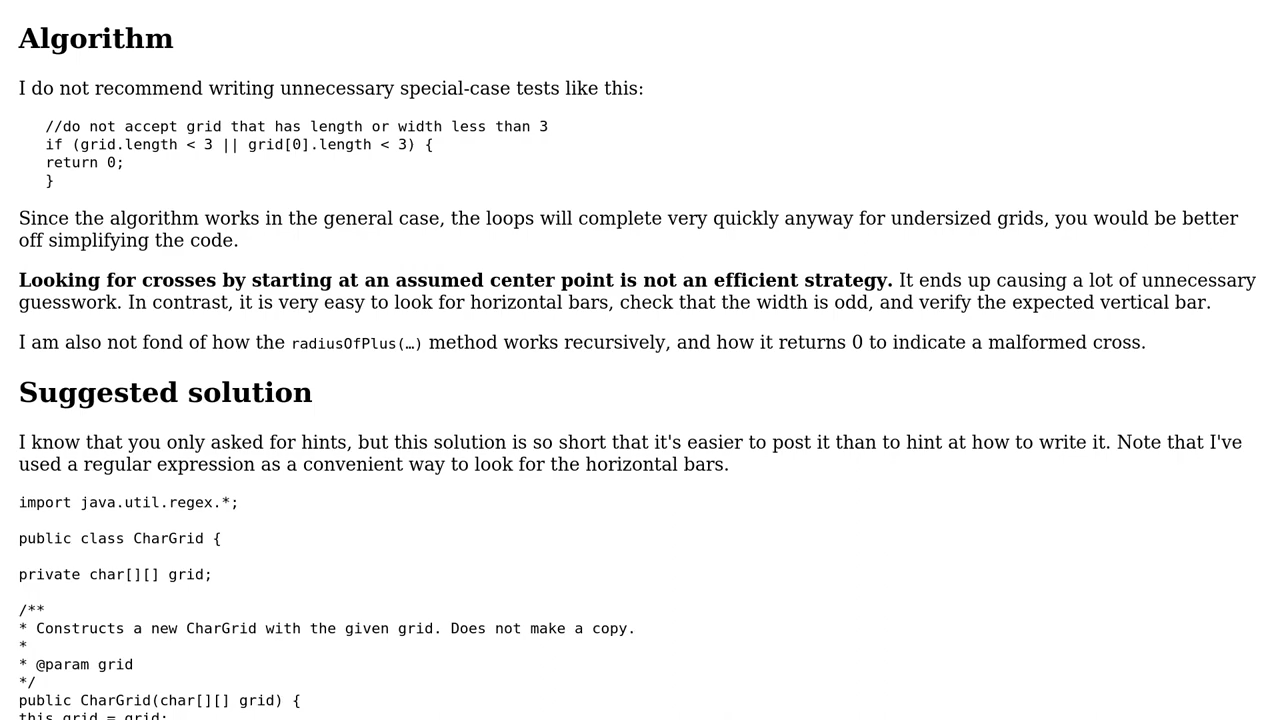 Algorithm
I do not recommend writing unnecessary special-case tests like this:
//do not accept grid that has length or width less than 3
if (grid.length < 3 || grid[0].length < 3) {
return 0;
}
Since the algorithm works in the general case, the loops will complete very quickly anyway for undersized grids, you would be better
off simplifying the code.
Looking for crosses by starting at an assumed center point is not an efficient strategy. It ends up causing a lot of unnecessary
guesswork. In contrast, it is very easy to look for horizontal bars, check that the width is odd, and verify the expected vertical bar.
I am also not fond of how the radiusOfPlus(…) method works recursively, and how it returns 0 to indicate a malformed cross.
Suggested solution
I know that you only asked for hints, but this solution is so short that it's easier to post it than to hint at how to write it. Note that I've
used a regular expression as a convenient way to look for the horizontal bars.
import java.util.regex.*;
public class CharGrid {
private char[][] grid;
/**
* Constructs a new CharGrid with the given grid. Does not make a copy.
*
* @param grid
*/
public CharGrid(char[][] grid) {
this.grid = grid;